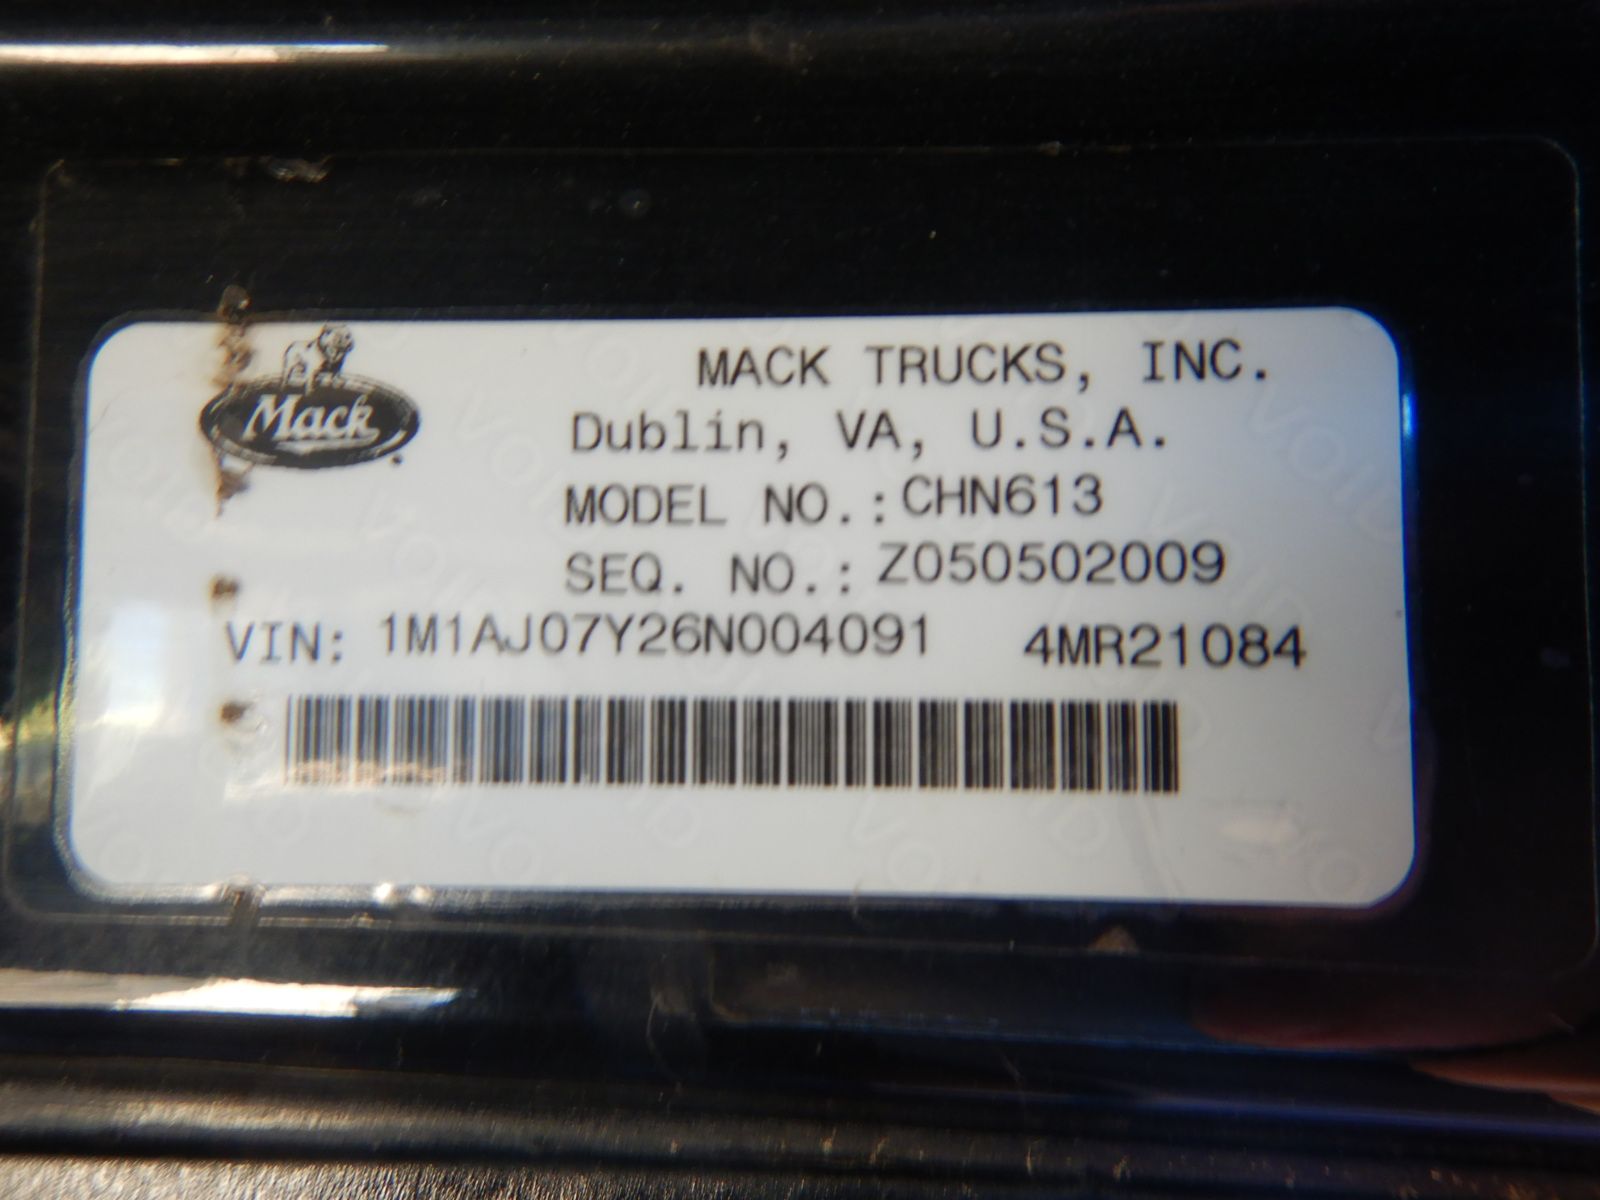 Mack
MACK TRUCKS, INC.
Dublin, VA, U.S.A.
MODEL NO.: CHN613
SEQ. NO.: Z050502009
VIN: 1M1AJ07Y26N004091 4MR21084